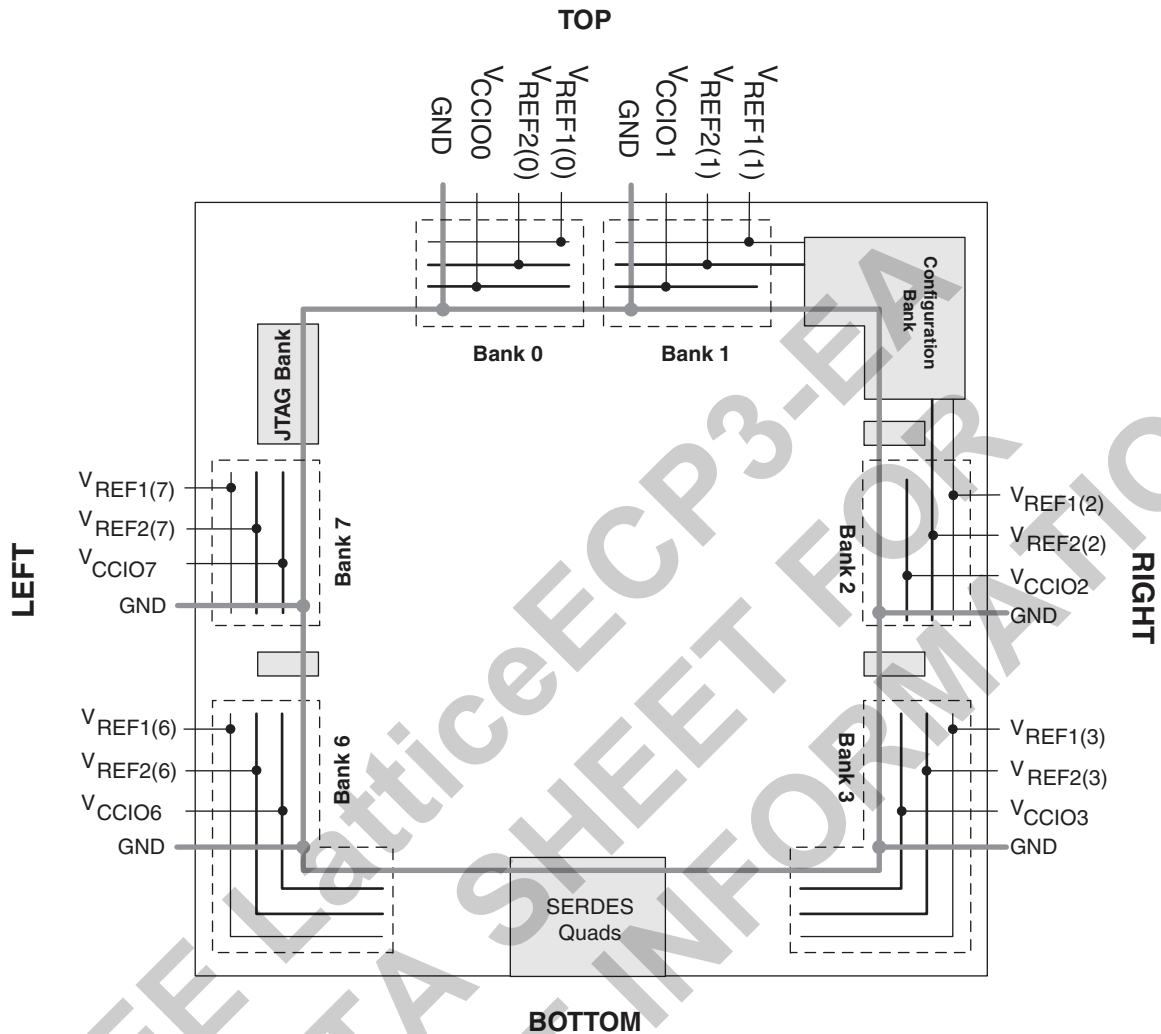 TOP
GND
VCCIO0
VREF2(0)
VREF1(0)
GND
VCCIO1
VREF2(1)
VREF1(1)
Configuration
Bank
Bank 0
Bank 1
JTAG Bank
LEFT
VREF1(7)
VREF2(7)
VCCIO7
GND
Bank 7
Bank 2
VREF1(2)
VREF2(2)
VCCIO2
GND
RIGHT
VREF1(6)
VREF2(6)
VCCIO6
GND
Bank 6
Bank 3
VREF1(3)
VREF2(3)
VCCIO3
GND
SERDES
Quads
BOTTOM
EE LatticeECP3-EA
TA SHEET FOR
INFORMATIO